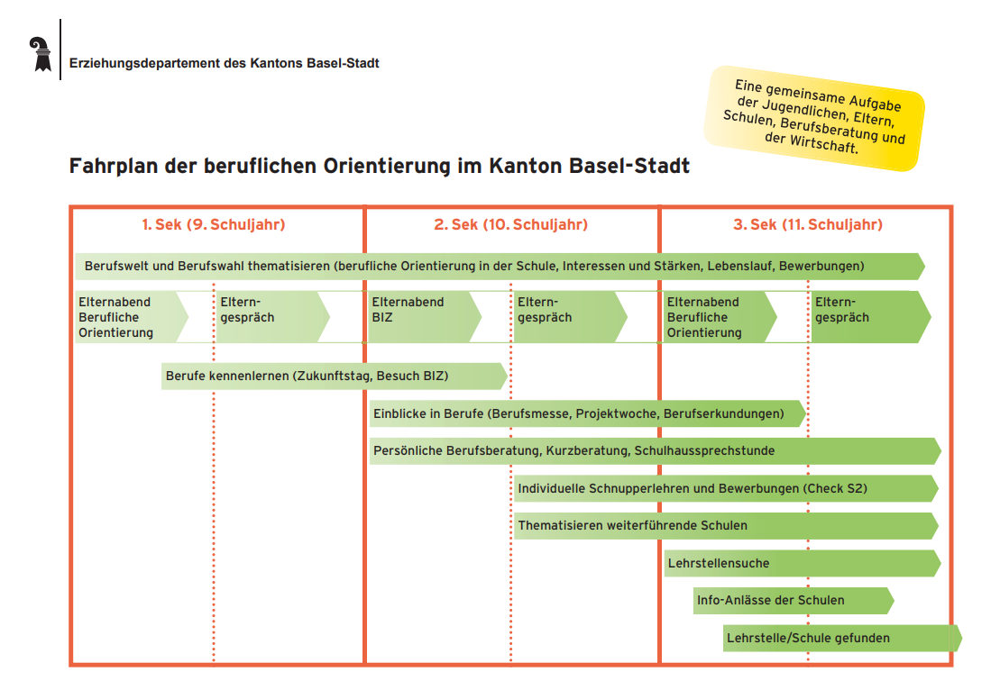 Erziehungsdepartement des Kantons Basel-Stadt
Eine gemeinsame Aufgabe
der Jugendlichen, Eltern,
Schulen, Berufsberatung und
der Wirtschaft.
Fahrplan der beruflichen Orientierung im Kanton Basel-Stadt
1. Sek (9. Schuljahr)
2. Sek (10. Schuljahr)
3. Sek (11. Schuljahr)
Berufswelt und Berufswahl thematisieren (berufliche Orientierung in der Schule, Interessen und Stärken, Lebenslauf, Bewerbungen)
Elternabend
Berufliche
Orientierung
Eltern-
gespräch
Elternabend
BIZ
Eltern-
gespräch
Elternabend
Berufliche
Orientierung
Eltern-
gespräch
Berufe kennenlernen (Zukunftstag, Besuch BIZ)
Einblicke in Berufe (Berufsmesse, Projektwoche, Berufserkundungen)
Persönliche Berufsberatung, Kurzberatung, Schulhaussprechstunde
Individuelle Schnupperlehren und Bewerbungen (Check S2)
Thematisieren weiterführende Schulen
Lehrstellensuche
Info-Anlässe der Schulen
Lehrstelle/Schule gefunden